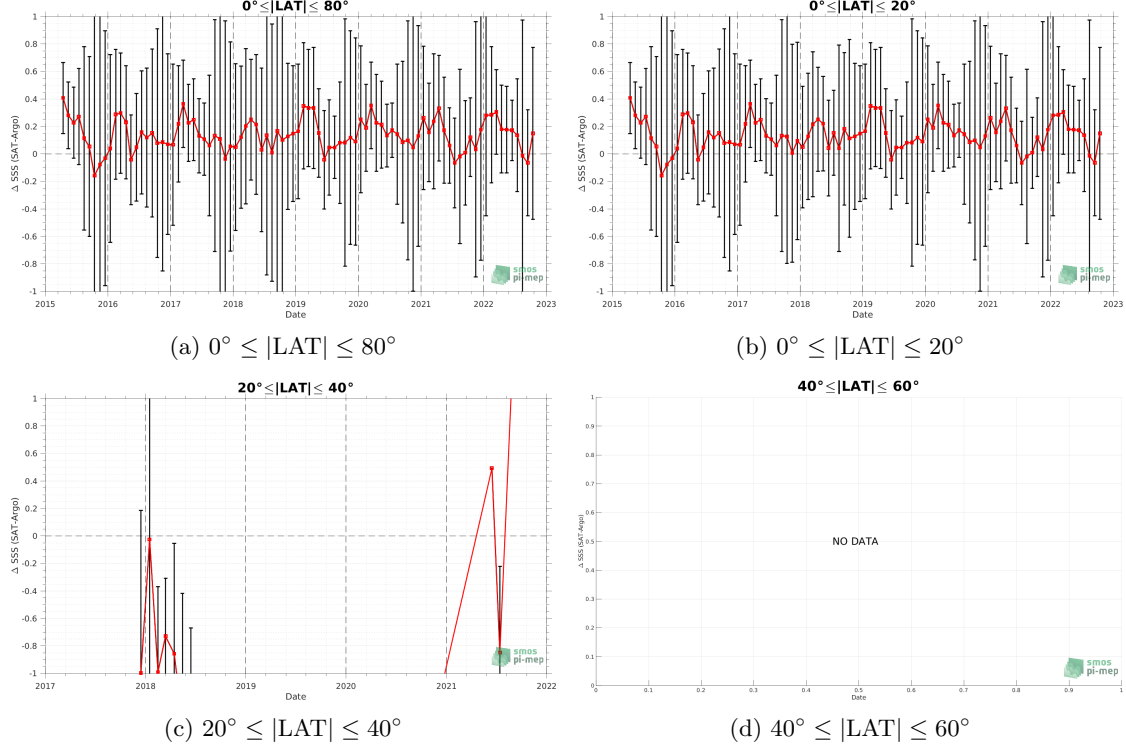 0°≤|LAT|≤ 80°
1
0.8
0.6
0.4
0.2
0
-0.2
-0.4
-0.6
-0.8
-1
Δ SSS (SAT-Argo)
2015 2016 2017 2018 2019 2020 2021 2022 2023
Date
smos
pi-mep
(a) 0° ≤ |LAT| ≤ 80°
0°≤|LAT|≤ 20°
1
0.8
0.6
0.4
0.2
0
-0.2
-0.4
-0.6
-0.8
-1
Δ SSS (SAT-Argo)
2015 2016 2017 2018 2019 2020 2021 2022 2023
Date
smos
pi-mep
(b) 0° ≤ |LAT| ≤ 20°
20°≤|LAT|≤ 40°
1
0.8
0.6
0.4
0.2
0
-0.2
-0.4
-0.6
-0.8
-1
Δ SSS (SAT-Argo)
2017 2018 2019 2020 2021 2022
Date
smos
pi-mep
(c) 20° ≤ |LAT| ≤ 40°
40°≤|LAT|≤ 60°
1
0.9
0.8
0.7
0.6
0.5
0.4
0.3
0.2
0.1
0
Δ SSS (SAT-Argo)
NO DATA
0 0.1 0.2 0.3 0.4 0.5 0.6 0.7 0.8 0.9 1
Date
smos
pi-mep
(d) 40° ≤ |LAT| ≤ 60°